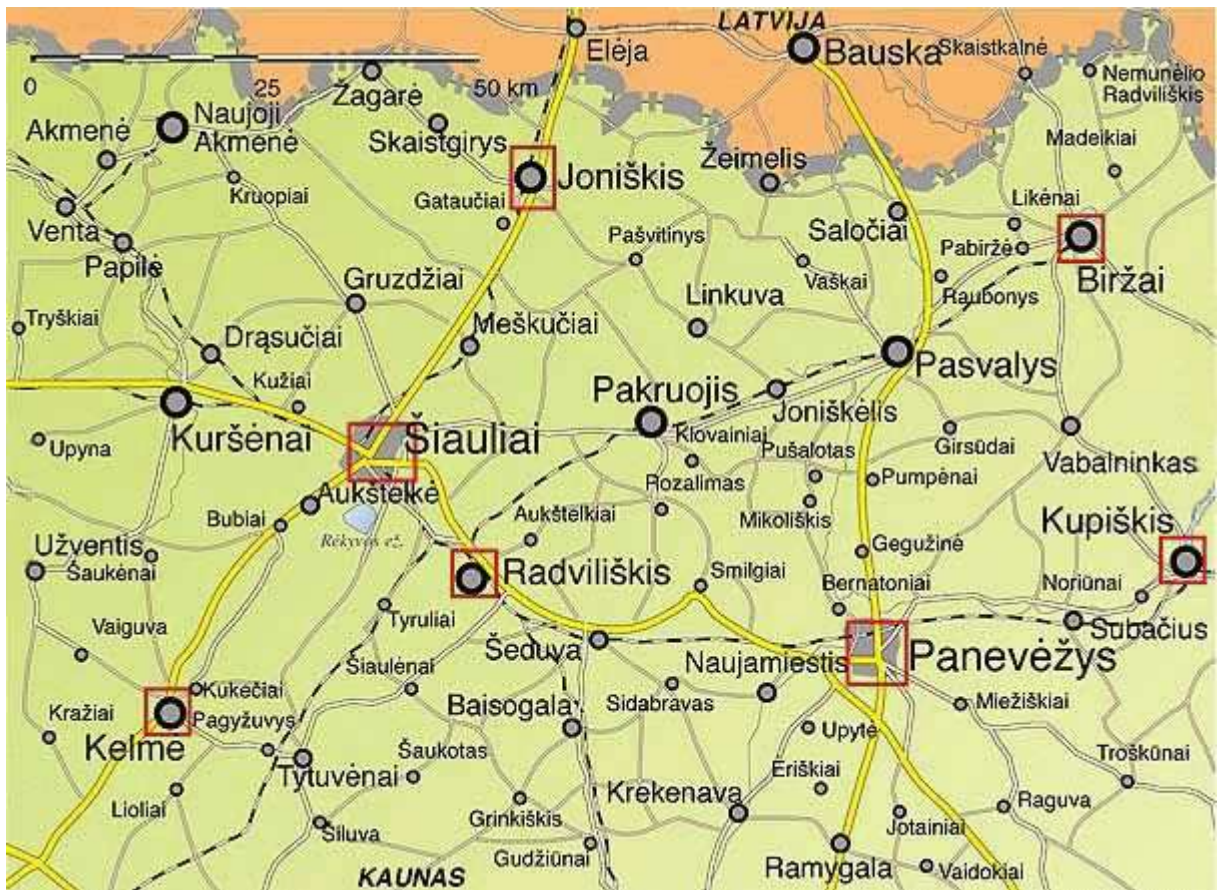 LATVIJA
Elėja
Bauska
Skaistkalnė
Nemunėlio
Radviliškis
0
25
50 km
Žagarė
Naujoji
Akmenė
Akmenė
Skaistgirys
Madeikiai
Joniškis
Žeimelis
Kruopiai
Gataučiai
Likėnai
Saločiai
Venta
Papilė
Pašvitinys
Pabiržė
Biržai
Gruzdžiai
Vaškai
Raubonys
Linkuva
Tryškiai
Meškučiai
Drąsučiai
Pasvalys
Kužiai
Pakruojis
Joniškėlis
Kuršėnai
Šiauliai
Klovainiai
Pušalotas
Girsūdai
Upyna
Vabalninkas
Rozalimas
Pumpėnai
Aukštelkė
Bubiai
Aukštelkiai
Mikoliškis
Kupiškis
Rėkyvos ež.
Užventis
Šaukėnai
Gegužinė
Radviliškis
Smilgiai
Bernatoniai
Noriūnai
Tyruliai
Vaiguva
Šeduva
Subačius
Šiaulėnai
Naujamiestis
Panevėžys
Kukečiai
Sidabravas
Miežiškiai
Kražiai
Pagyžuvys
Baisogala
Upytė
Kelmė
Šaukotas
Troškūnai
Tytuvėnai
Ėriškiai
Lioliai
Krekenava
Raguva
Šiluva
Grinkiškis
Jotainiai
Gudžiūnai
Ramygala
Vaidokiai
KAUNAS